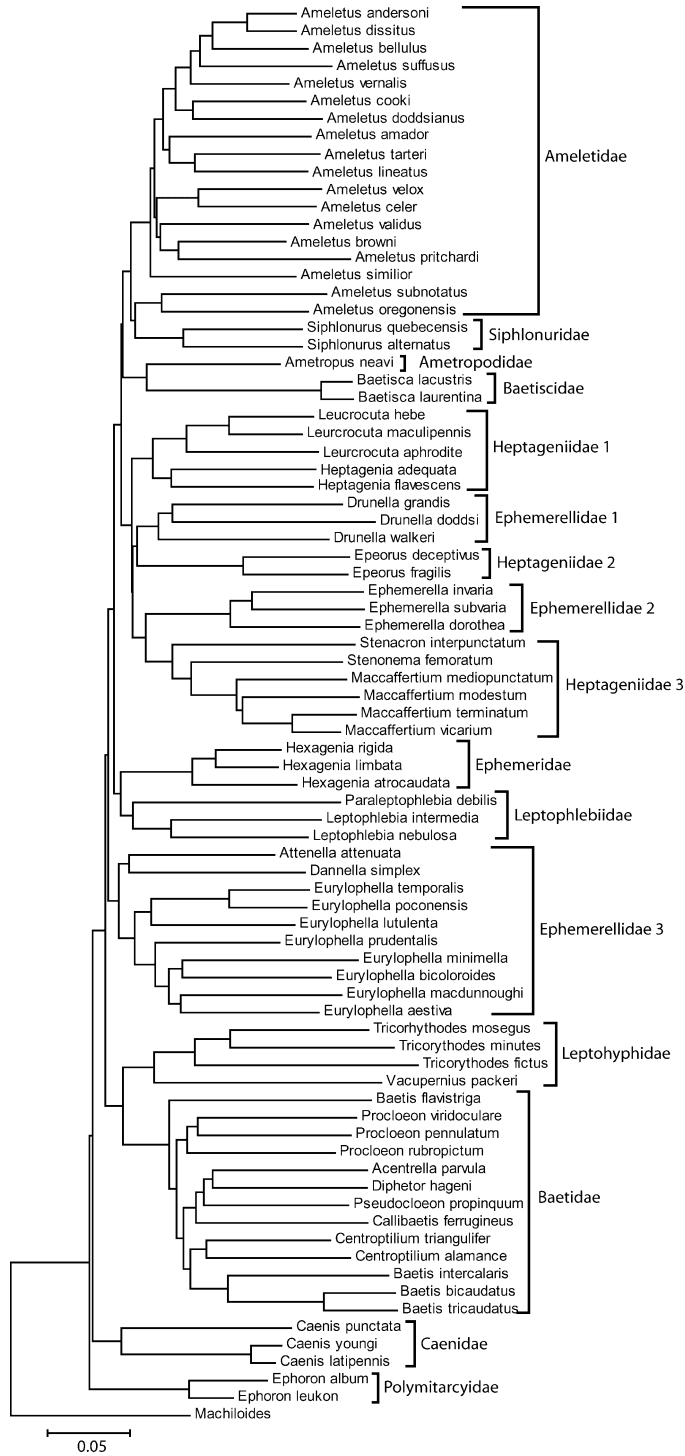 Ameletus andersoni
Ameletus dissitus
Ameletus bellulus
Ameletus suffusus
Ameletus vernalis
Ameletus cooki
Ameletus doddsianus
Ameletus amador
Ameletus tarteri
Ameletidae
Ameletus lineatus
Ameletus velox
Ameletus celer
Ameletus validus
Ameletus browni
Ameletus pritchardi
Ameletus similior
Ameletus subnotatus
Ameletus oregonensis
Siphlonurus quebecensis
Siphlonuridae
Siphlonurus alternatus
Ametropus neavi
Ametropodidae
Baetisca lacustris
Baetiscidae
Baetisca laurentina
Leucrocuta hebe
Leurcrocuta maculipennis
Heptageniidae 1
Leurcrocuta aphrodite
Heptagenia adequata
Heptagenia flavescens
Drunella grandis
Drunella doddsi
Ephemerellidae 1
Drunella walkeri
Epeorus deceptivus
Heptageniidae 2
Epeorus fragilis
Ephemerella invaria
Ephemerella subvaria
Ephemerellidae 2
Ephemerella dorothea
Stenacron interpunctatum
Stenonema femoratum
Maccaffertium mediopunctatum
Heptageniidae 3
Maccaffertium modestum
Maccaffertium terminatum
Maccaffertium vicarium
Hexagenia rigida
Hexagenia limbata
Ephemeridae
Hexagenia atrocaudata
Paraleptophlebia debilis
Leptophlebia intermedia
Leptophlebiidae
Leptophlebia nebulosa
Attenella attenuata
Dannella simplex
Eurylophella temporalis
Eurylophella poconensis
Eurylophella lutulenta
Ephemerellidae 3
Eurylophella prudentalis
Eurylophella minimella
Eurylophella bicoloroides
Eurylophella macdunnoughi
Eurylophella aestiva
Tricorhythodes mosegus
Tricorythodes minutes
Leptohyphidae
Tricorythodes fictus
Vacupernius packeri
Baetis flavistriga
Procloeon viridoculare
Procloeon pennulatum
Procloeon rubropictum
Acentrella parvula
Diphetor hageni
Baetidae
Pseudocloeon propinquum
Callibaetis ferrugineus
Centroptilium triangulifer
Centroptilium alamance
Baetis intercalaris
Baetis bicaudatus
Baetis tricaudatus
Caenis punctata
Caenis youngi
Caenidae
Caenis latipennis
Ephoron album
Polymitarcyidae
Ephoron leukon
Machiloides
0.05